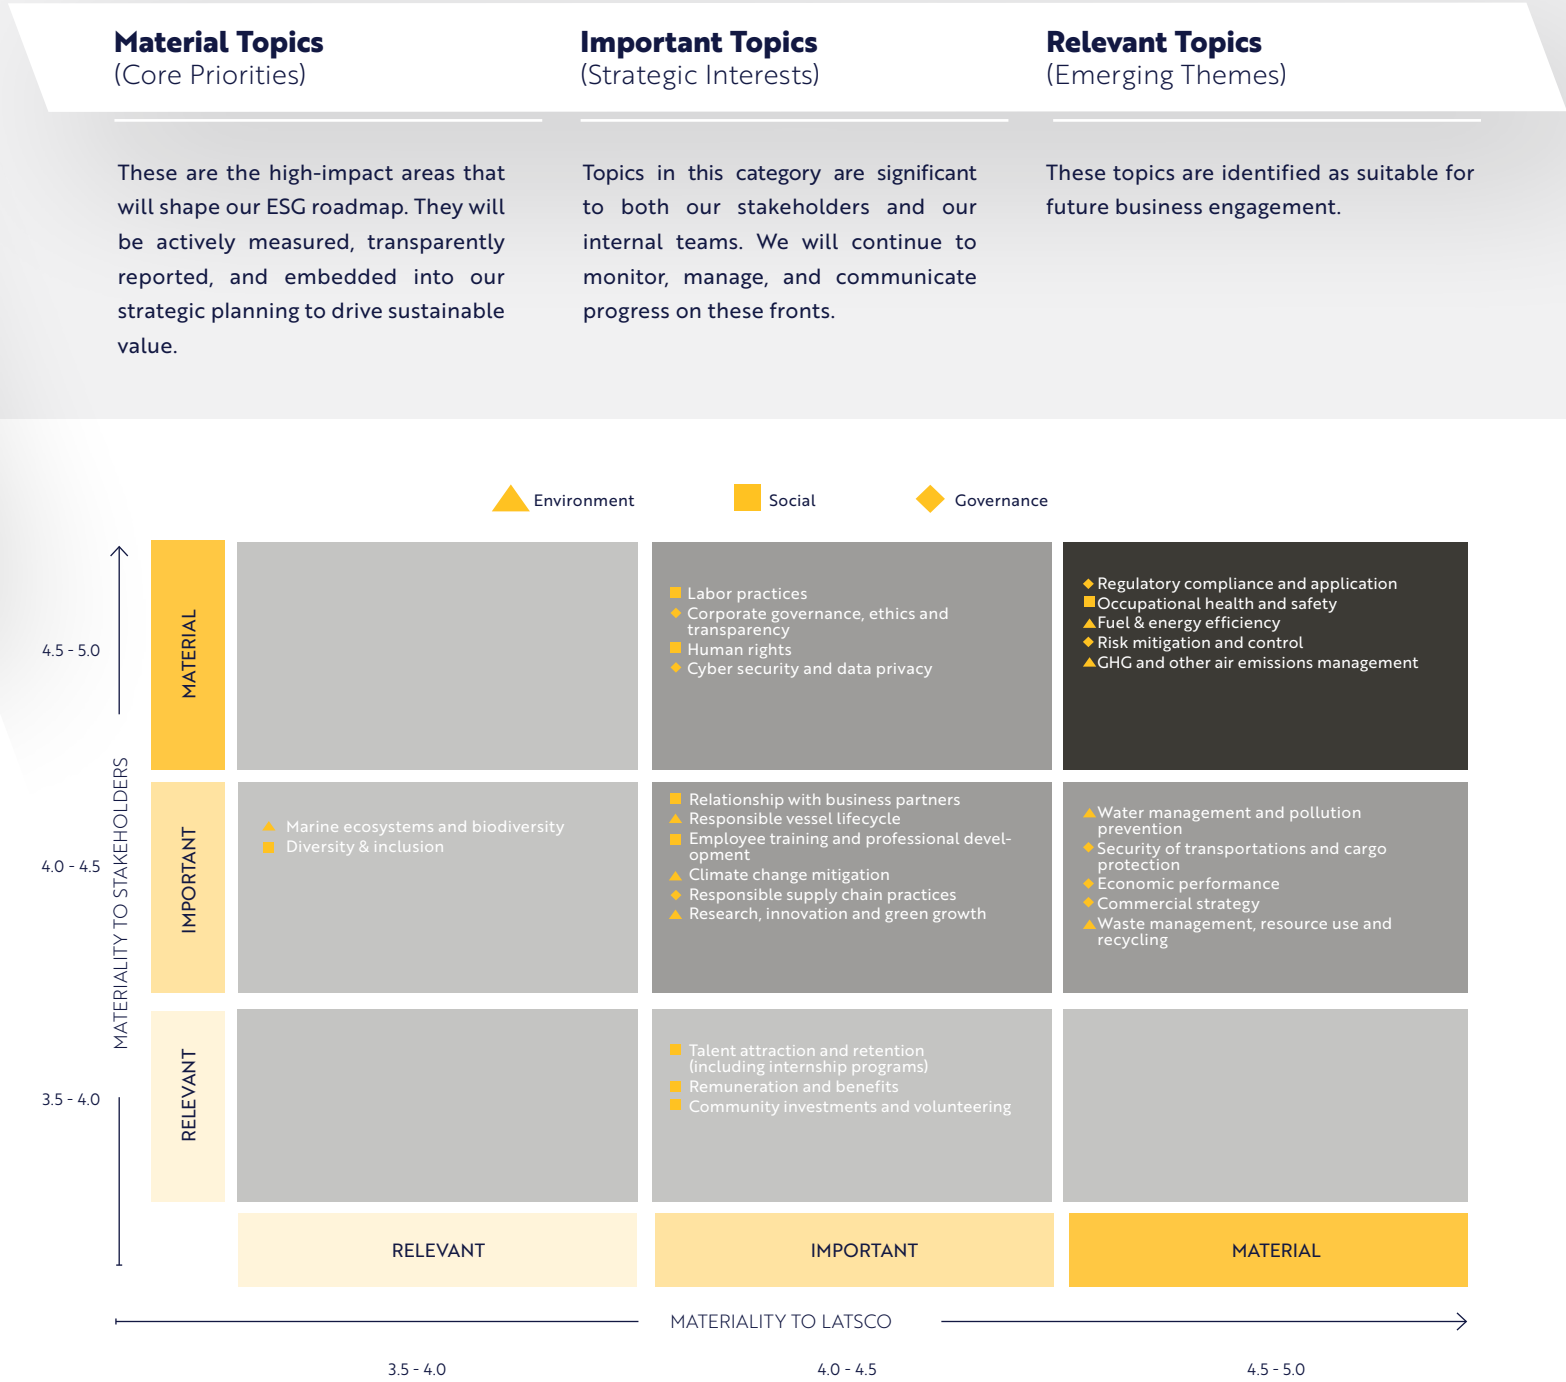 Material Topics
(Core Priorities)
Important Topics
(Strategic Interests)
Relevant Topics
(Emerging Themes)
These are the high-impact areas that
will shape our ESG roadmap. They will
be actively measured, transparently
reported, and embedded into our
strategic planning to drive sustainable
value.
Topics in this category are significant
to both our stakeholders and our
internal teams. We will continue to
monitor, manage, and communicate
progress on these fronts.
These topics are identified as suitable for
future business engagement.
Environment
Social
Governance
MATERIALITY TO STAKEHOLDERS
4.5 - 5.0
MATERIAL
Labor practices
Corporate governance, ethics and
transparency
Human rights
Cyber security and data privacy
Regulatory compliance and application
Occupational health and safety
Fuel & energy efficiency
Risk mitigation and control
GHG and other air emissions management
4.0 - 4.5
IMPORTANT
Marine ecosystems and biodiversity
Diversity & inclusion
Relationship with business partners
Responsible vessel lifecycle
Employee training and professional devel-
opment
Climate change mitigation
Responsible supply chain practices
Research, innovation and green growth
Water management and pollution
prevention
Security of transportations and cargo
protection
Economic performance
Commercial strategy
Waste management, resource use and
recycling
3.5 - 4.0
RELEVANT
Talent attraction and retention
(including internship programs)
Remuneration and benefits
Community investments and volunteering
RELEVANT
IMPORTANT
MATERIAL
MATERIALITY TO LATSCO
3.5 - 4.0
4.0 - 4.5
4.5 - 5.0